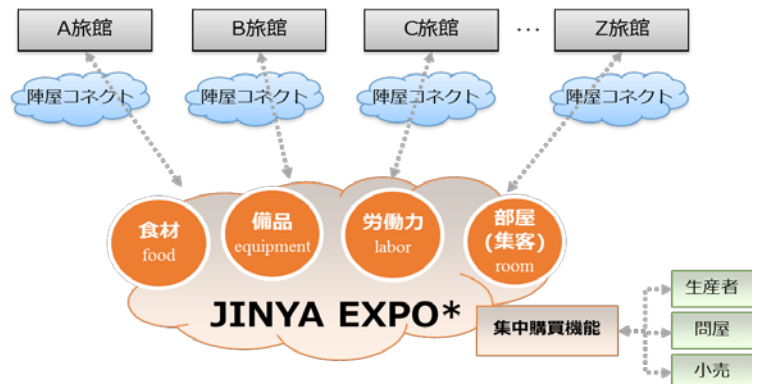 A旅館
B旅館
C旅館
…
Z旅館
陣屋コネクト
陣屋コネクト
陣屋コネクト
陣屋コネクト
食材
food
備品
equipment
労働力
labor
部屋
(集客)
room
JINYA EXPO*
集中購買機能
生産者
問屋
小売